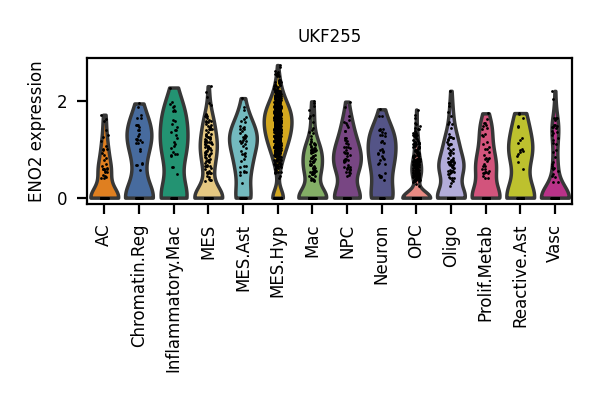 UKF255
ENO2 expression
2
0
AC
Chromatin.Reg
Inflammatory.Mac
MES
MES.Ast
MES.Hyp
Mac
NPC
Neuron
OPC
Oligo
Prolif.Metab
Reactive.Ast
Vasc